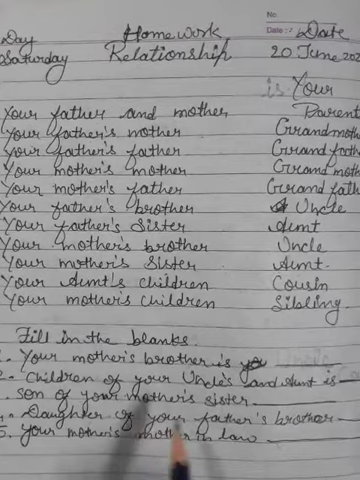 No
Date :-
Day Home Work Date
Saturday Relationship 20 June 202
is Your
Your father and mother Parent
Your father's mother Grandmoth
Your father's father Grand fath
Your mother's mother Grand moth
Your mother's father Grand fath
Your father's brother Uncle
Your father's Sister Aunt
Your mother's brother Uncle
Your mother's Sister Aunt.
Your Aunt's children Cousin
Your mother's Children Sibling.
Fill in the blanks.
1. Your mother's brother is
2. Children of your Uncle's and Aunt is
son of your mother's sister
Daughter of your father's brother
5. Your mother's mother in law